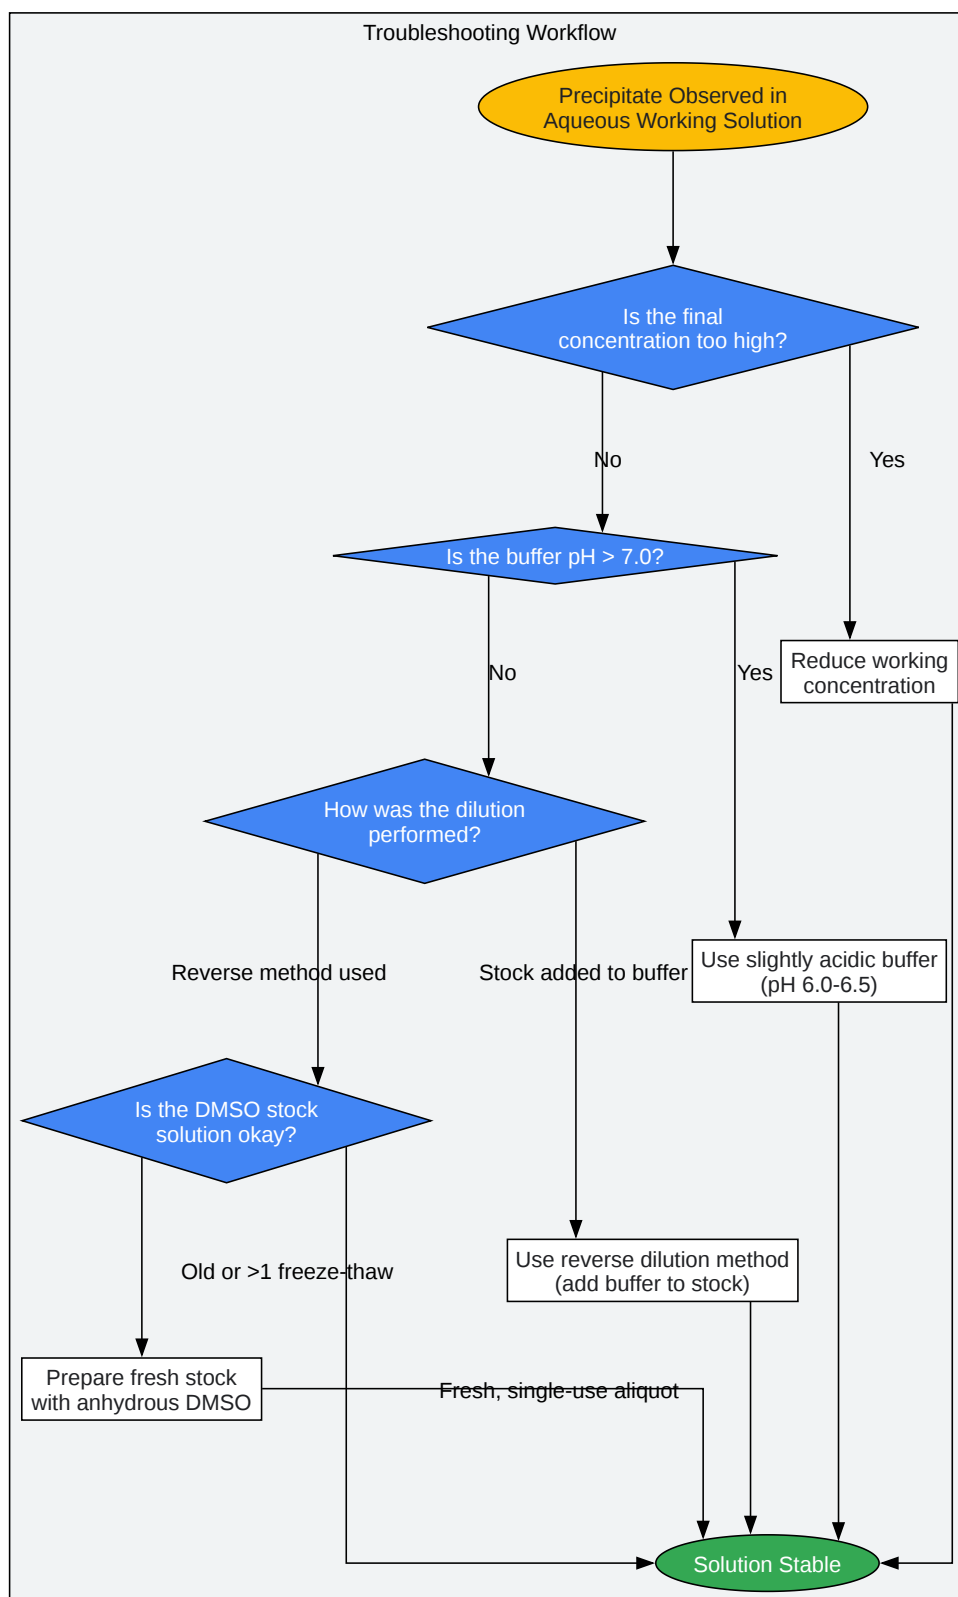 Troubleshooting Workflow
Precipitate Observed in
Aqueous Working Solution
Is the final
concentration too high?
No
Yes
Is the buffer pH > 7.0?
No
Yes
Reduce working
concentration
How was the dilution
performed?
Reverse method used
Stock added to buffer
Use slightly acidic buffer
(pH 6.0-6.5)
Is the DMSO stock
solution okay?
Old or >1 freeze-thaw
Use reverse dilution method
(add buffer to stock)
Prepare fresh stock
with anhydrous DMSO
Fresh, single-use aliquot
Solution Stable